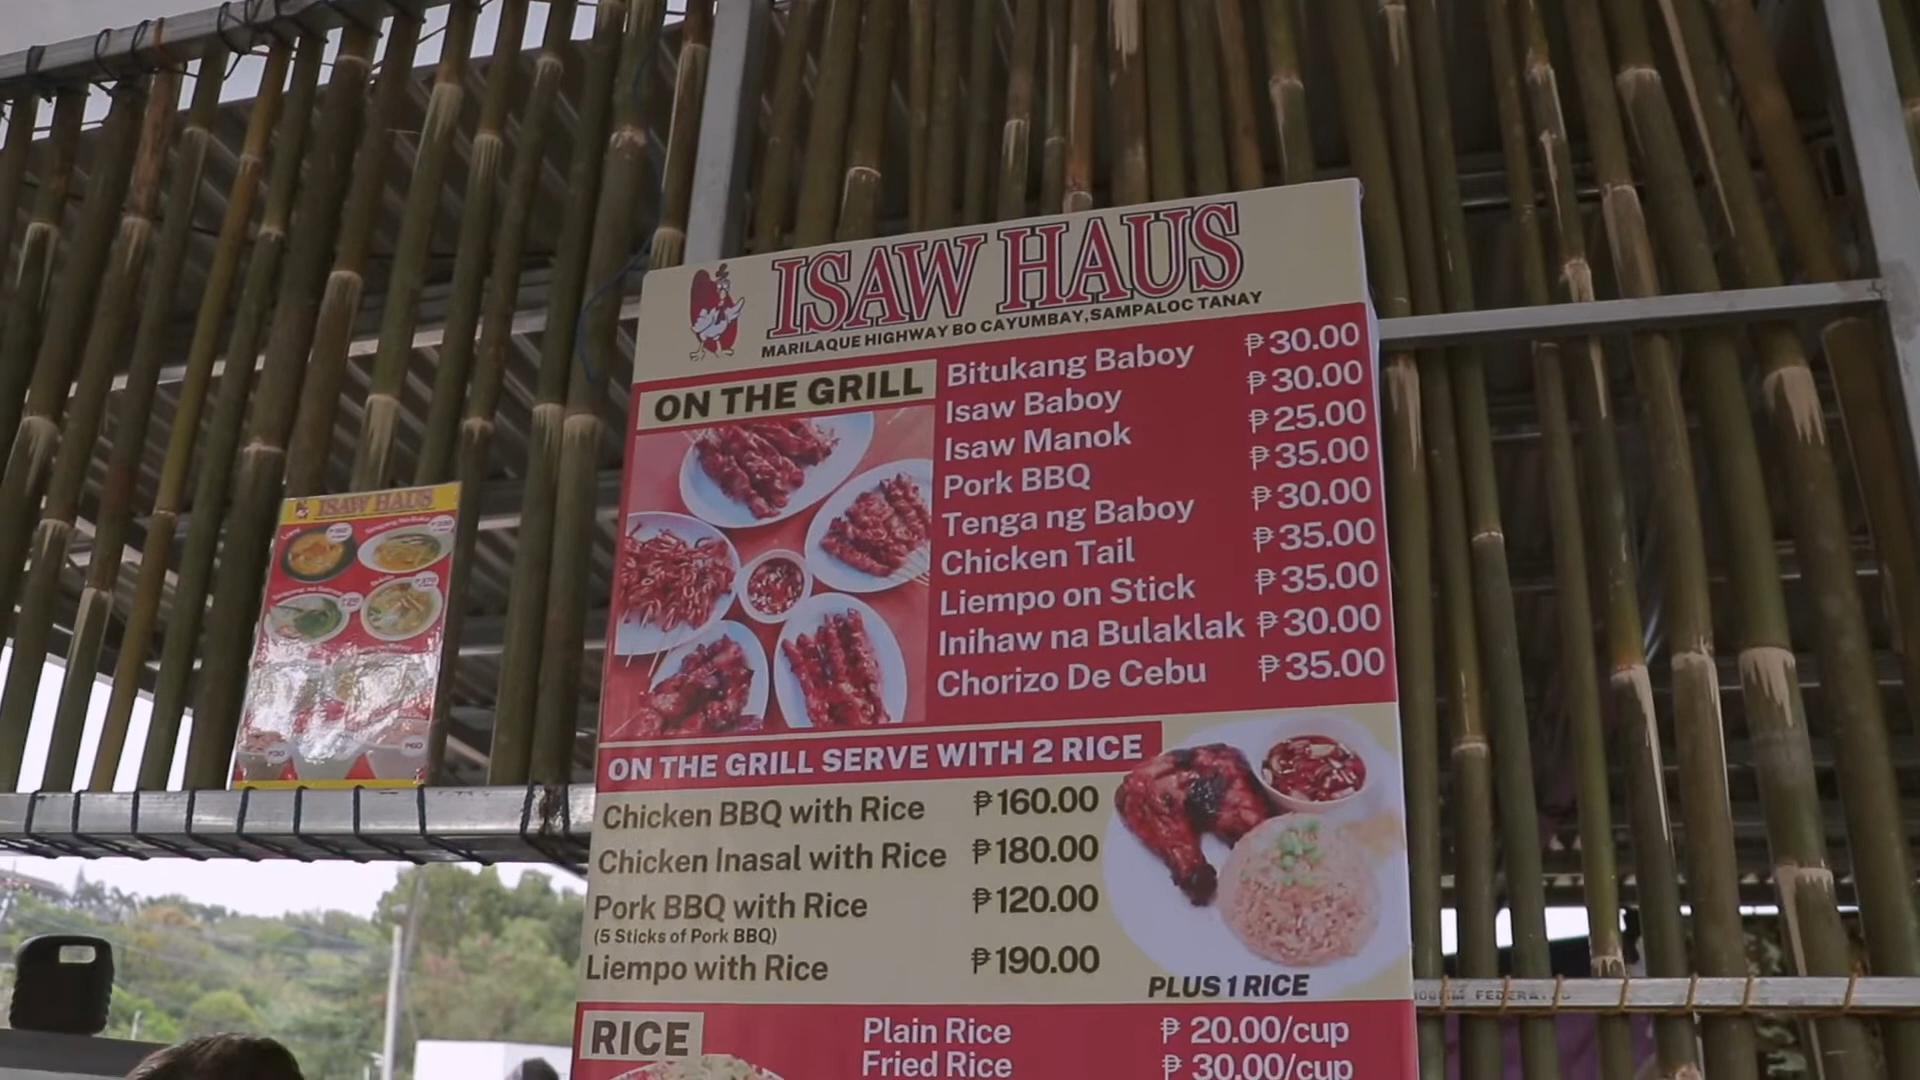 ISAW HAUS
MARILAQUE HIGHWAY BO CAYUMBAY, SAMPALOC TANAY
ON THE GRILL
Bitukang Baboy ₱30.00
Isaw Baboy ₱30.00
Isaw Manok ₱25.00
Pork BBQ ₱35.00
Tenga ng Baboy ₱30.00
Chicken Tail ₱35.00
Liempo on Stick ₱35.00
Inihaw na Bulaklak ₱30.00
Chorizo De Cebu ₱35.00
ON THE GRILL SERVE WITH 2 RICE
Chicken BBQ with Rice ₱160.00
Chicken Inasal with Rice ₱180.00
Pork BBQ with Rice ₱120.00
(5 Sticks of Pork BBQ)
Liempo with Rice ₱190.00
PLUS 1 RICE
RICE
Plain Rice ₱ 20.00/cup
Fried Rice ₱ 30.00/cup
ISAW HAUS